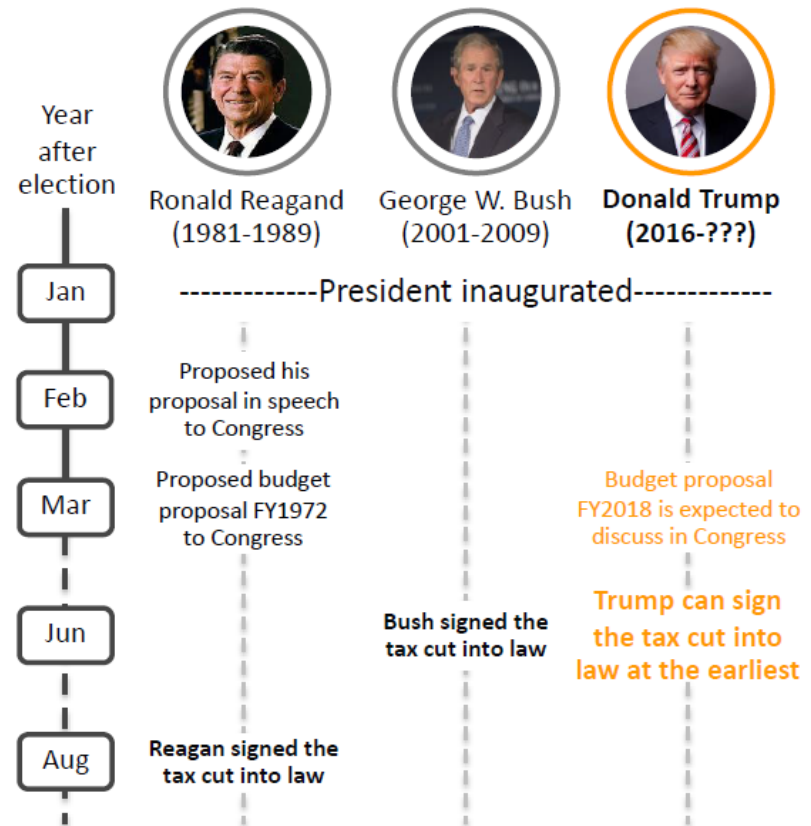 Year
after
election
Ronald Reagand
(1981-1989)
George W. Bush
(2001-2009)
Donald Trump
(2016-???)
Jan
-------------President inaugurated-------------
Feb
Proposed his
proposal in speech
to Congress
Mar
Proposed budget
proposal FY1972
to Congress
Budget proposal
FY2018 is expected to
discuss in Congress
Jun
Bush signed the
tax cut into law
Trump can sign
the tax cut into
law at the earliest
Aug
Reagan signed the
tax cut into law